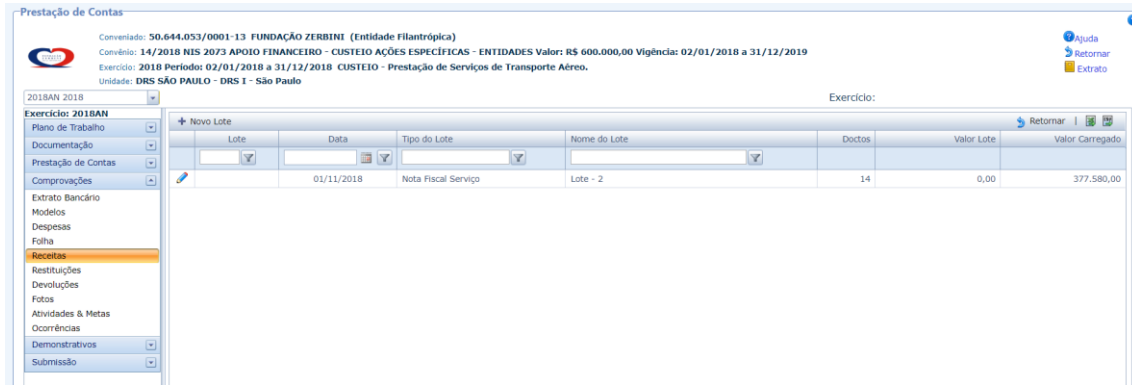 Prestação de Contas
Conveniado: 50.644.053/0001-13 FUNDAÇÃO ZERBINI (Entidade Filantrópica)
Convênio: 14/2018 NIS 2073 APOIO FINANCEIRO - CUSTEIO AÇÕES ESPECÍFICAS - ENTIDADES Valor: R$ 600.000,00 Vigência: 02/01/2018 a 31/12/2019
Exercício: 2018 Período: 02/01/2018 a 31/12/2018 CUSTEIO - Prestação de Serviços de Transporte Aéreo.
Unidade: DRS SÃO PAULO - DRS I - São Paulo
Ajuda
Retornar
Extrato
2018AN 2018
Exercício:
Exercício: 2018AN
Plano de Trabalho
Documentação
Prestação de Contas
Comprovações
Extrato Bancário
Modelos
Despesas
Folha
Receitas
Restituições
Devoluções
Fotos
Atividades & Metas
Ocorrências
Demonstrativos
Submissão
Novo Lote
Retornar |
Lote Data Tipo do Lote Nome do Lote Doctos Valor Lote Valor Carregado
01/11/2018 Nota Fiscal Serviço Lote - 2 14 0,00 377.580,00